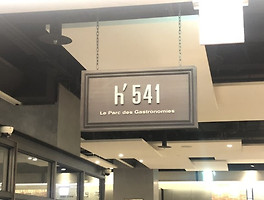 h' 541
Le Parc des Gastronomies